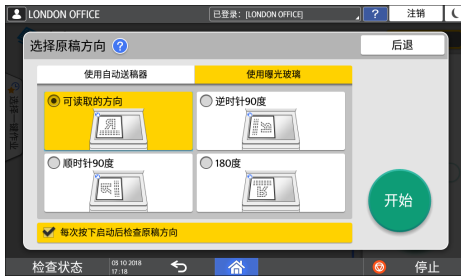 LONDON OFFICE
已登录: [LONDON OFFICE]
?
注销
选择原稿方向 ?
后退
使用自动送稿器
使用曝光玻璃
可读取的方向
逆时针90度
顺时针90度
180度
开始
每次按下启动后检查原稿方向
检查状态
03 10 2018
17:18
停止